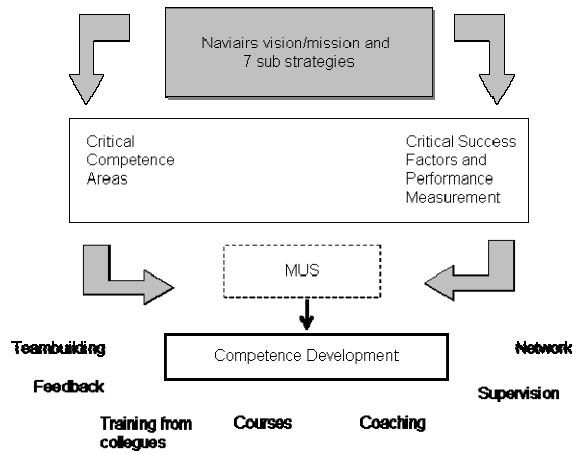 Naviairs vision/mission and
7 sub strategies
Critical
Competence
Areas
Critical Success
Factors and
Performance
Measurement
MUS
Competence Development
Teambuilding
Network
Feedback
Supervision
Training from
collegues
Courses
Coaching